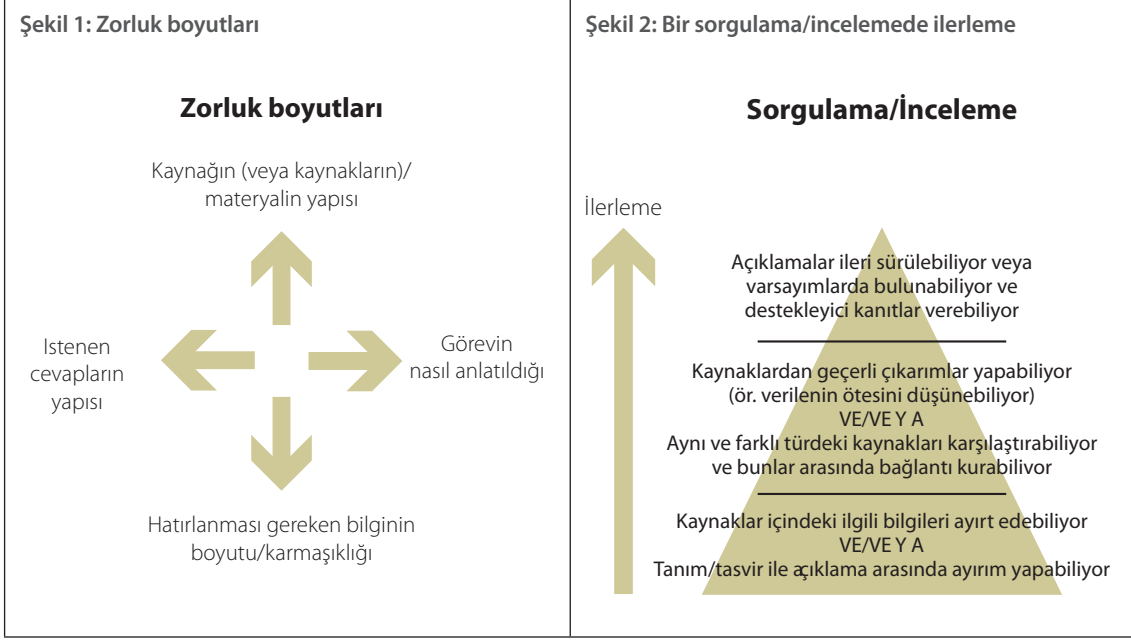 Şekil 1: Zorluk boyutları
Zorluk boyutları
Kaynağın (veya kaynakların)/
materyalin yapısı
Istenen
cevapların
yapısı
Görevin
nasıl anlatıldığı
Hatırlanması gereken bilginin
boyutu/karmaşıklığı
Şekil 2: Bir sorgulama/incelemede ilerleme
Sorgulama/İnceleme
İlerleme
Açıklamalar ileri sürülebiliyor veya
varsayımlarda bulunabiliyor ve
destekleyici kanıtlar verebiliyor
Kaynaklardan geçerli çıkarımlar yapabiliyor
(ör. verilenin ötesini düşünebiliyor)
VE/VE Y A
Aynı ve farklı türdeki kaynakları karşılaştırabiliyor
ve bunlar arasında bağlantı kurabilivor
Kaynaklar içindeki ilgili bilgileri ayırt edebiliyor
VE/VE Y A
Tanım/tasvir ile açıklama arasında ayırım yapabiliyor